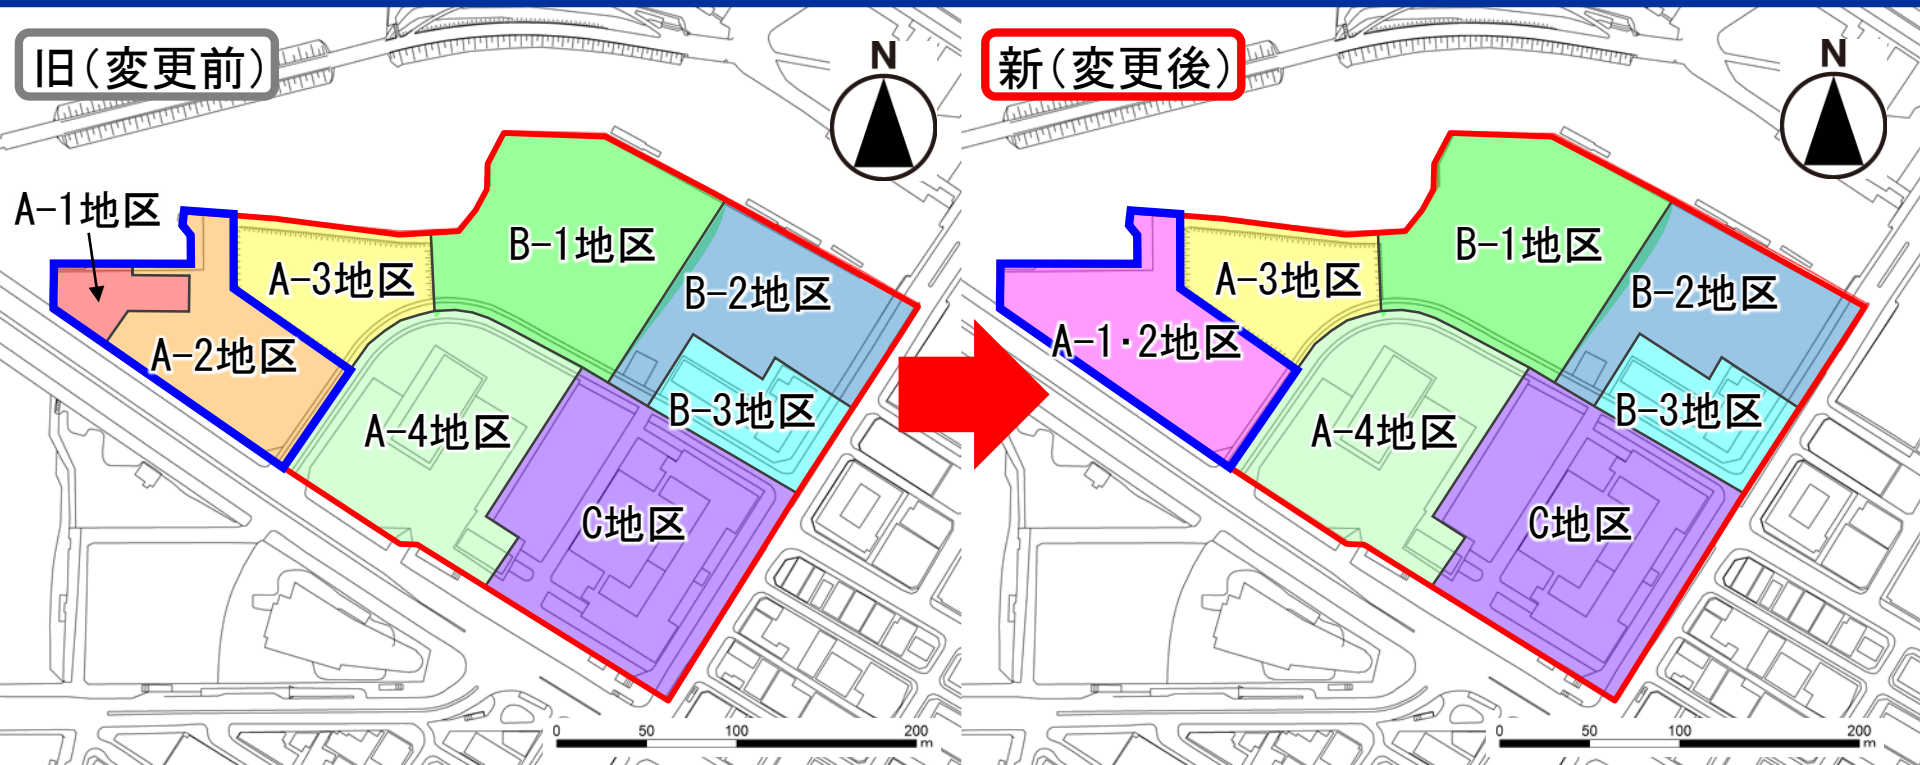 旧(変更前)
N
A-1地区
A-2地区
A-3地区
B-1地区
B-2地区
B-3地区
A-4地区
C地区
0 50 100 200
m
新(変更後)
N
A-1・2地区
A-3地区
B-1地区
B-2地区
B-3地区
A-4地区
C地区
0 50 100 200
m